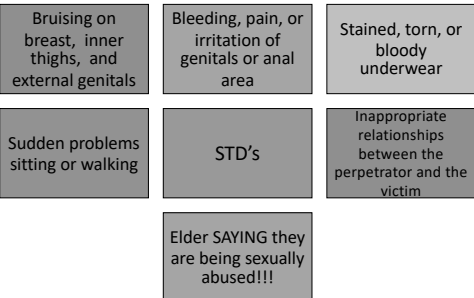 Bruising on
breast, inner
thighs, and
external genitals
Bleeding, pain, or
irritation of
genitals or anal
area
Stained, torn, or
bloody
underwear
Sudden problems
sitting or walking
STD's
Inappropriate
relationships
between the
perpetrator and the
victim
Elder SAYING they
are being sexually
abused!!!